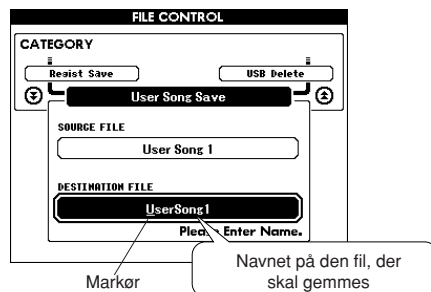 FILE CONTROL
CATEGORY
Regist Save
USB Delete
User Song Save
SOURCE FILE
User Song 1
DESTINATION FILE
UserSong1
Please Enter Name.
Markør
Navnet på den fil, der
skal gemmes